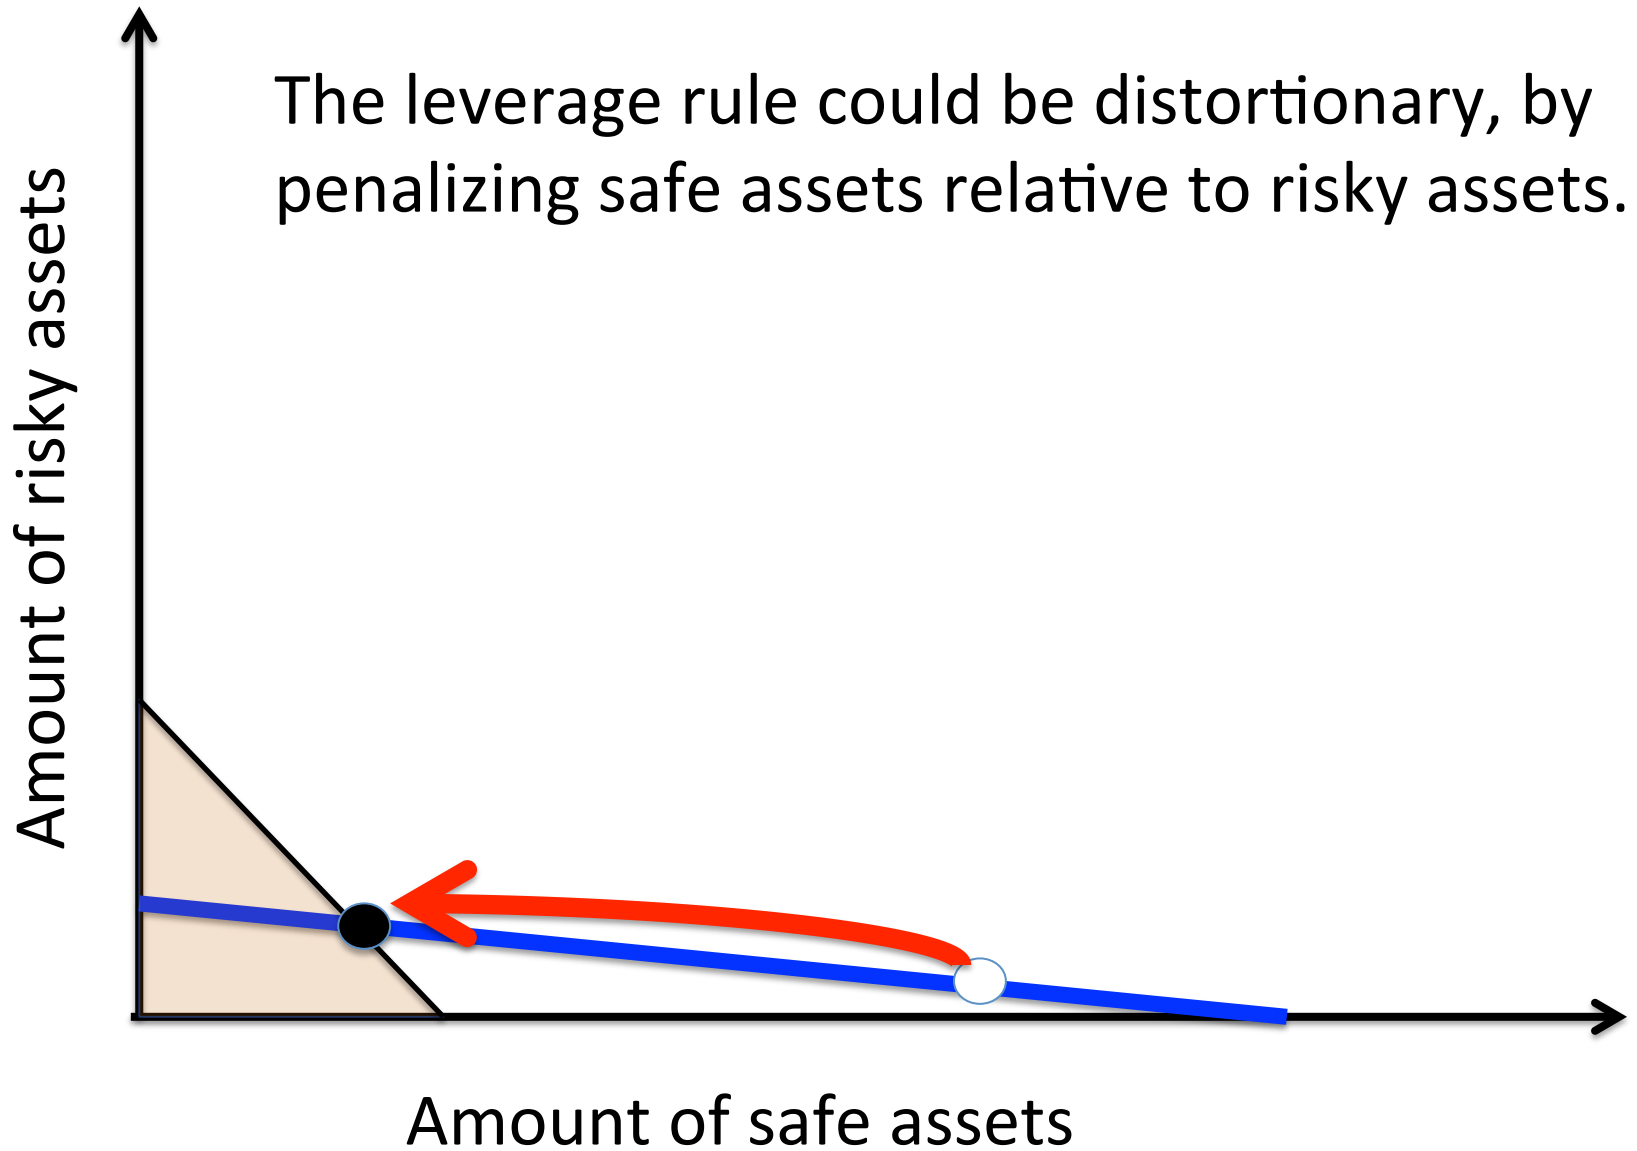 The leverage rule could be distortionary, by
penalizing safe assets relative to risky assets.
Amount of risky assets
Amount of safe assets